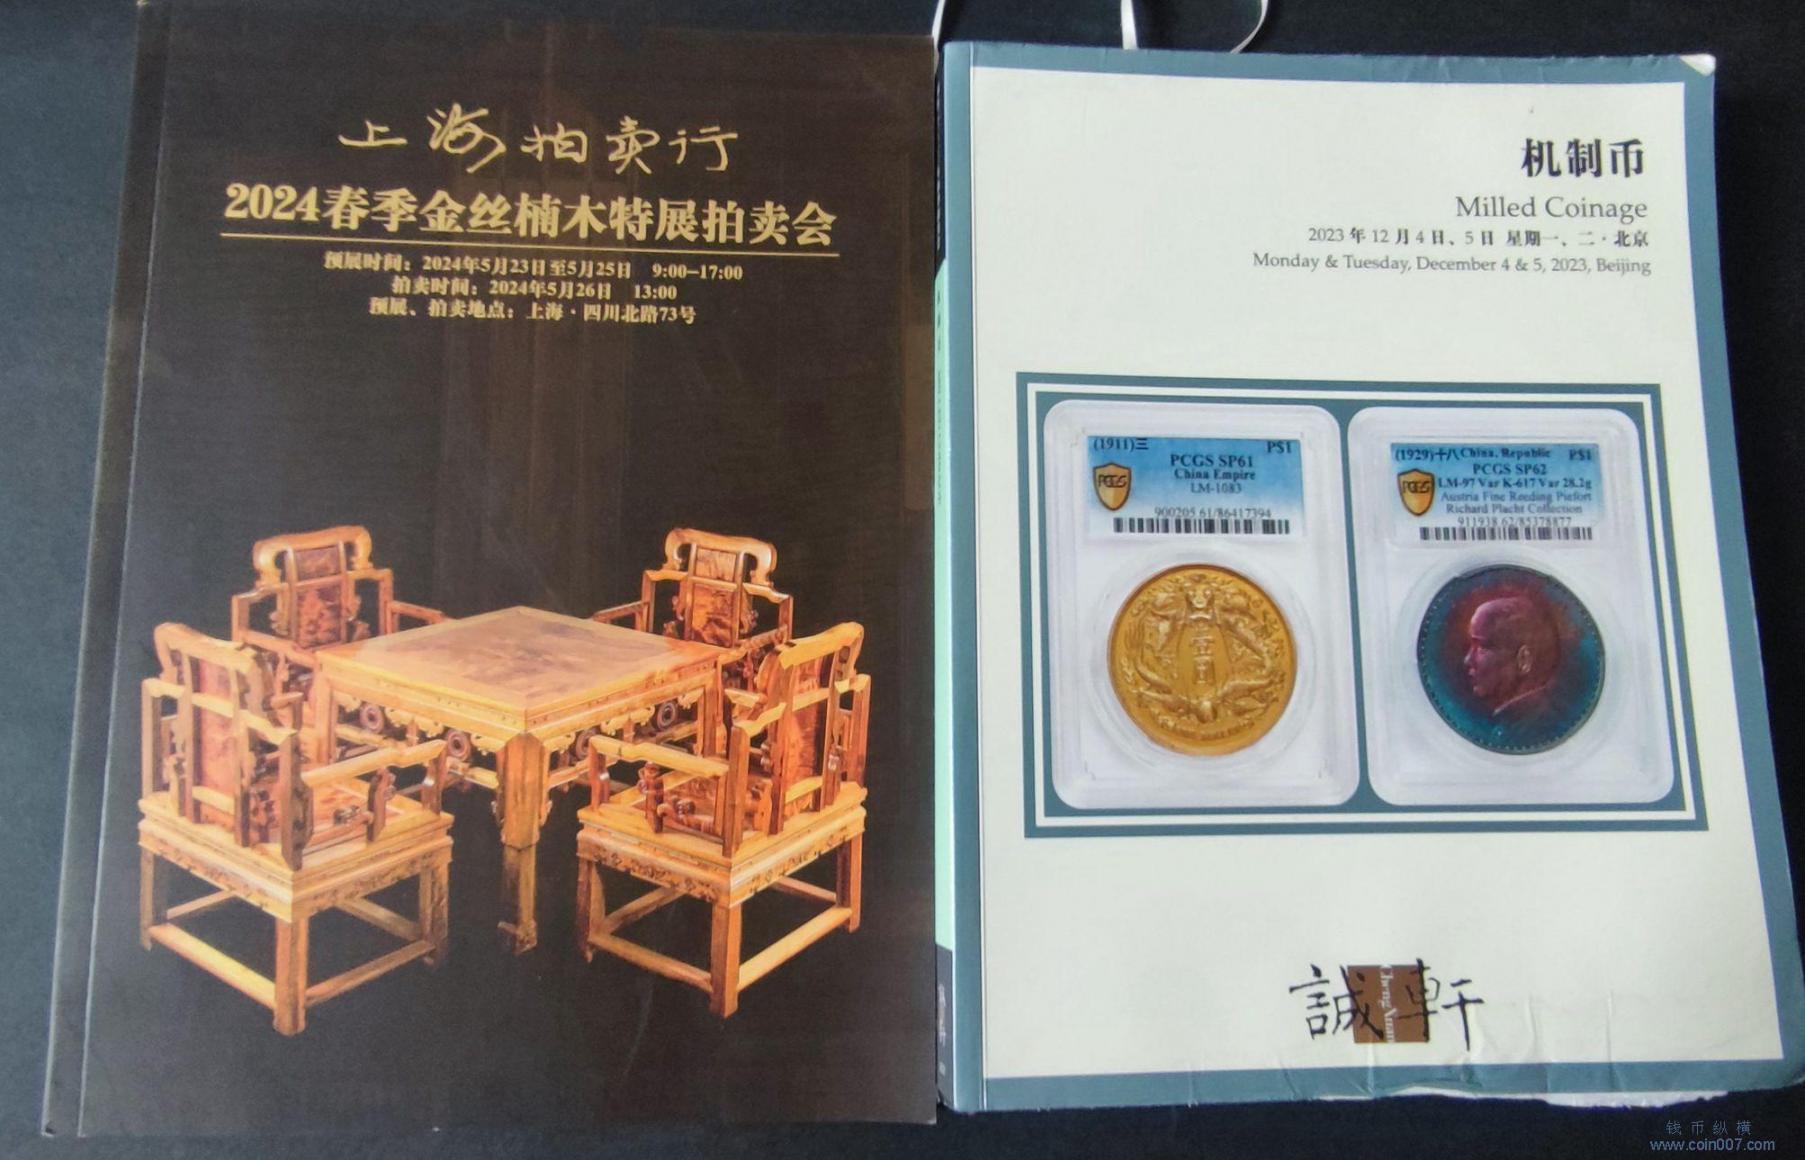 上海拍卖行
2024春季金丝楠木特展拍卖会
预展时间：2024年5月23日至5月25日 9:00—17:00
拍卖时间：2024年5月26日 13:00
预展、拍卖地点：上海·四川北路73号
机制币
Milled Coinage
2023 年 12 月 4 日、5 日 星期一、二·北京
Monday & Tuesday, December 4 & 5, 2023, Beijing
(1911)三 P$1
PCGS SP61
China Empire
LM-1083
900205.61/86417394
PCGS
壹圓
(1929)十八 China, Republic P$1
PCGS SP62
LM-97 Var K-617 Var 28.2g
Austria Fine Reeding Piefort
Richard Placht Collection
911938.62/85378877
PCGS
誠軒
ChengXuan
钱币纵横
www.coin007.com